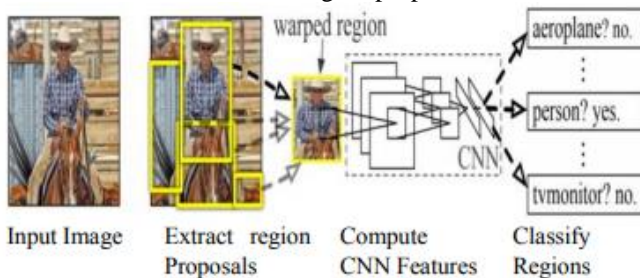 warped region
aeroplane? no.
person? yes.
CNN
tvmonitor? no.
Input Image
Extract region
Proposals
Compute
CNN Features
Classify
Regions